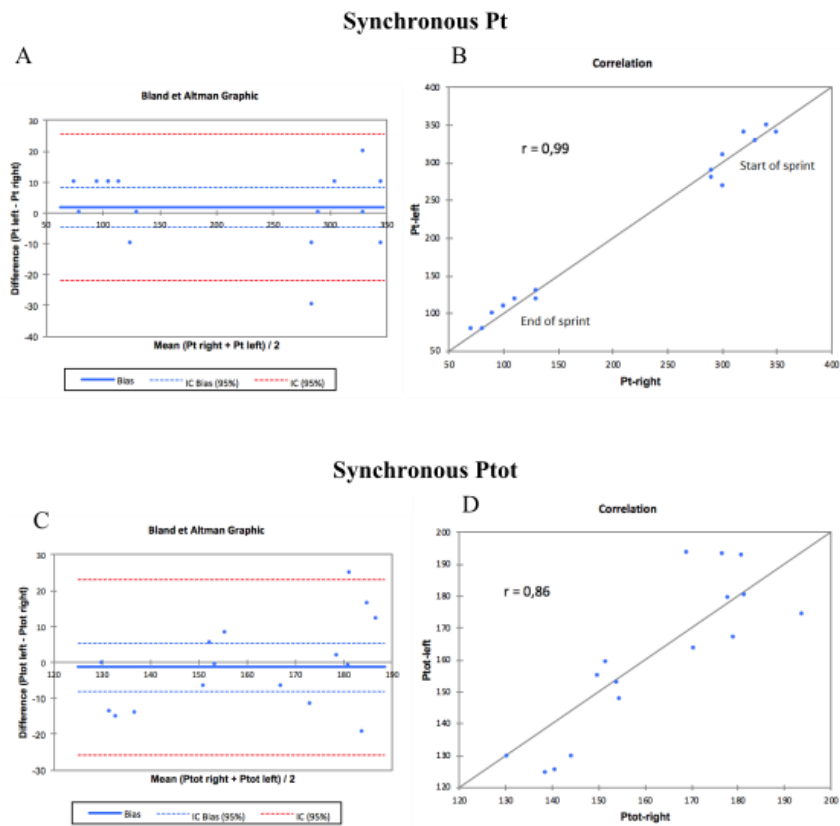 Synchronous Pt
A
B
Bland et Altman Graphic
Correlation
Difference (Pt left - Pt right)
30
20
10
0
-10
-20
-30
-40
50
100
150
200
250
300
350
Mean (Pt right + Pt left) / 2
Bias
IC Bias (95%)
IC (95%)
Pt-left
400
350
300
250
200
150
100
50
r = 0,99
Start of sprint
End of sprint
50
100
150
200
250
300
350
400
Pt-right
Synchronous Ptot
C
D
Bland et Altman Graphic
Correlation
Difference (Ptot left - Ptot right)
30
20
10
0
-10
-20
-30
120
130
140
150
160
170
180
190
Mean (Ptot right + Ptot left) / 2
Bias
IC Bias (95%)
IC (95%)
Ptot-left
200
190
180
170
160
150
140
130
120
r = 0,86
120
130
140
150
160
170
180
190
200
Ptot-right